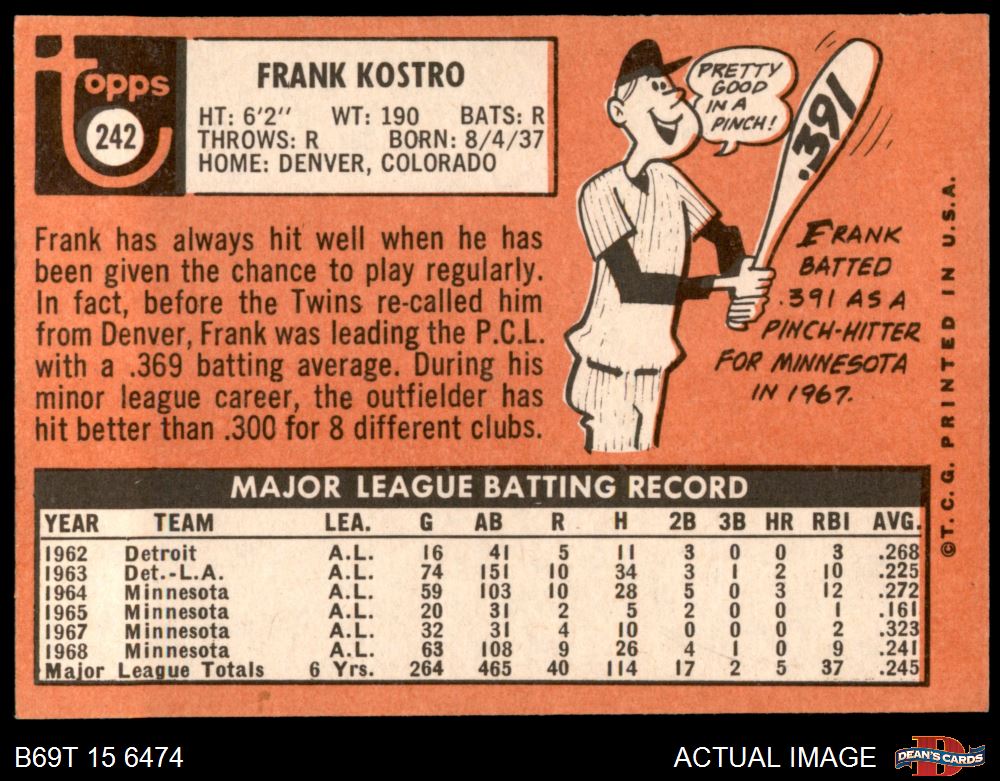 Topps
242
FRANK KOSTRO
HT: 6'2" WT: 190 BATS: R
THROWS: R BORN: 8/4/37
HOME: DENVER, COLORADO
Frank has always hit well when he has
been given the chance to play regularly.
In fact, before the Twins re-called him
from Denver, Frank was leading the P.C.L.
with a .369 batting average. During his
minor league career, the outfielder has
hit better than .300 for 8 different clubs.
PRETTY
GOOD
IN A
PINCH!
.391
FRANK
BATTED
.391 AS A
PINCH-HITTER
FOR MINNESOTA
IN 1967.
©T. C. G. PRINTED IN U.S.A.
MAJOR LEAGUE BATTING RECORD
YEAR TEAM LEA. G AB R H 2B 3B HR RBI AVG.
1962 Detroit A.L. 16 41 5 11 3 0 0 3 .268
1963 Det.-L.A. A.L. 74 151 10 34 3 1 2 10 .225
1964 Minnesota A.L. 59 103 10 28 5 0 3 12 .272
1965 Minnesota A.L. 20 31 2 5 2 0 0 1 .161
1967 Minnesota A.L. 32 31 4 10 0 0 0 2 .323
1968 Minnesota A.L. 63 108 9 26 4 1 0 9 .241
Major League Totals 6 Yrs. 264 465 40 114 17 2 5 37 .245
B69T 15 6474
ACTUAL IMAGE
DEAN'S CARDS